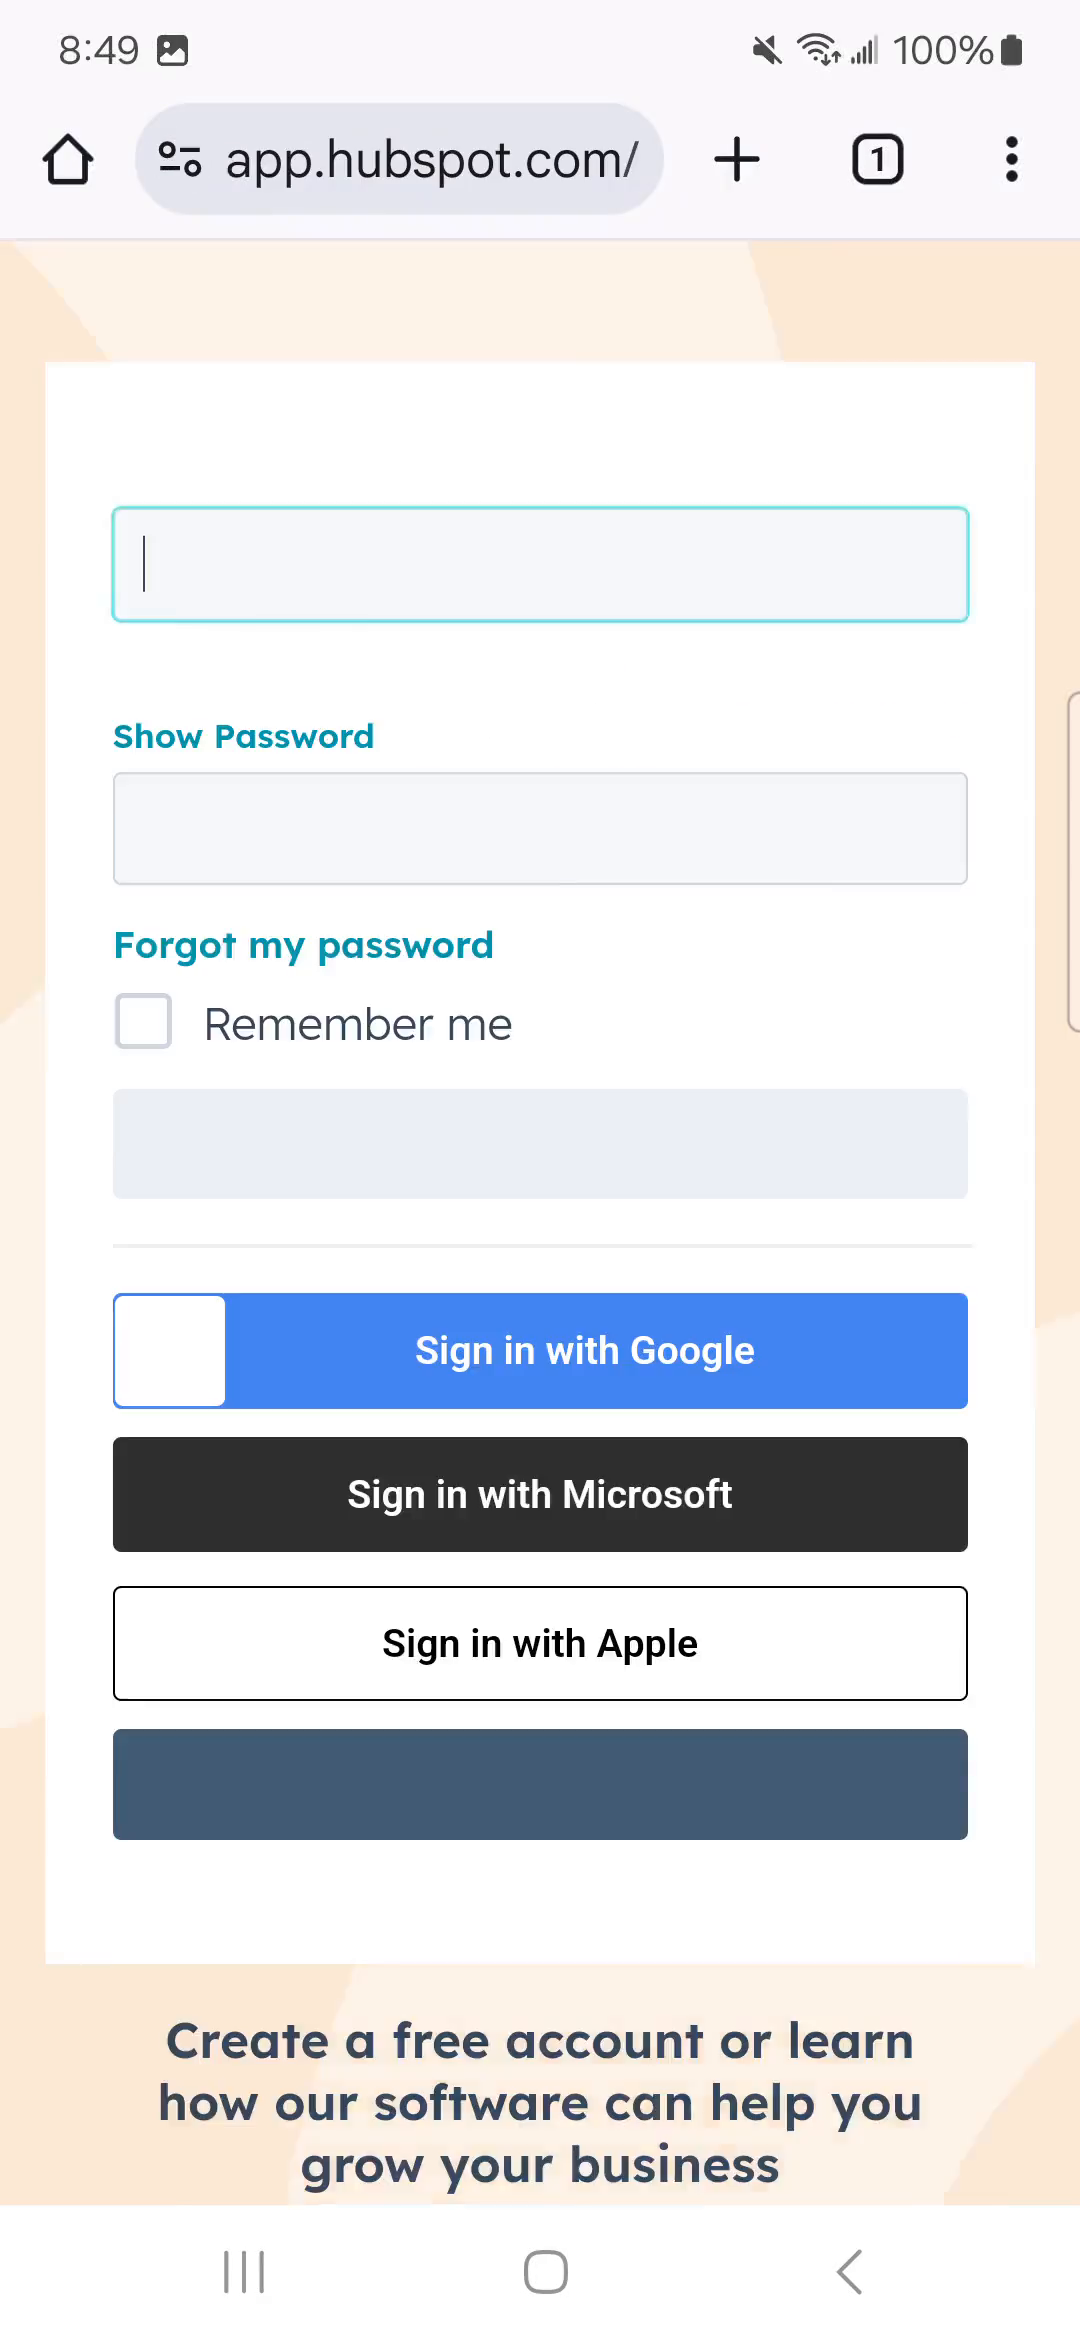 8:49
100%
app.hubspot.com/
1
Show Password
Forgot my password
Remember me
Sign in with Google
Sign in with Microsoft
Sign in with Apple
Create a free account or learn
how our software can help you
grow your business